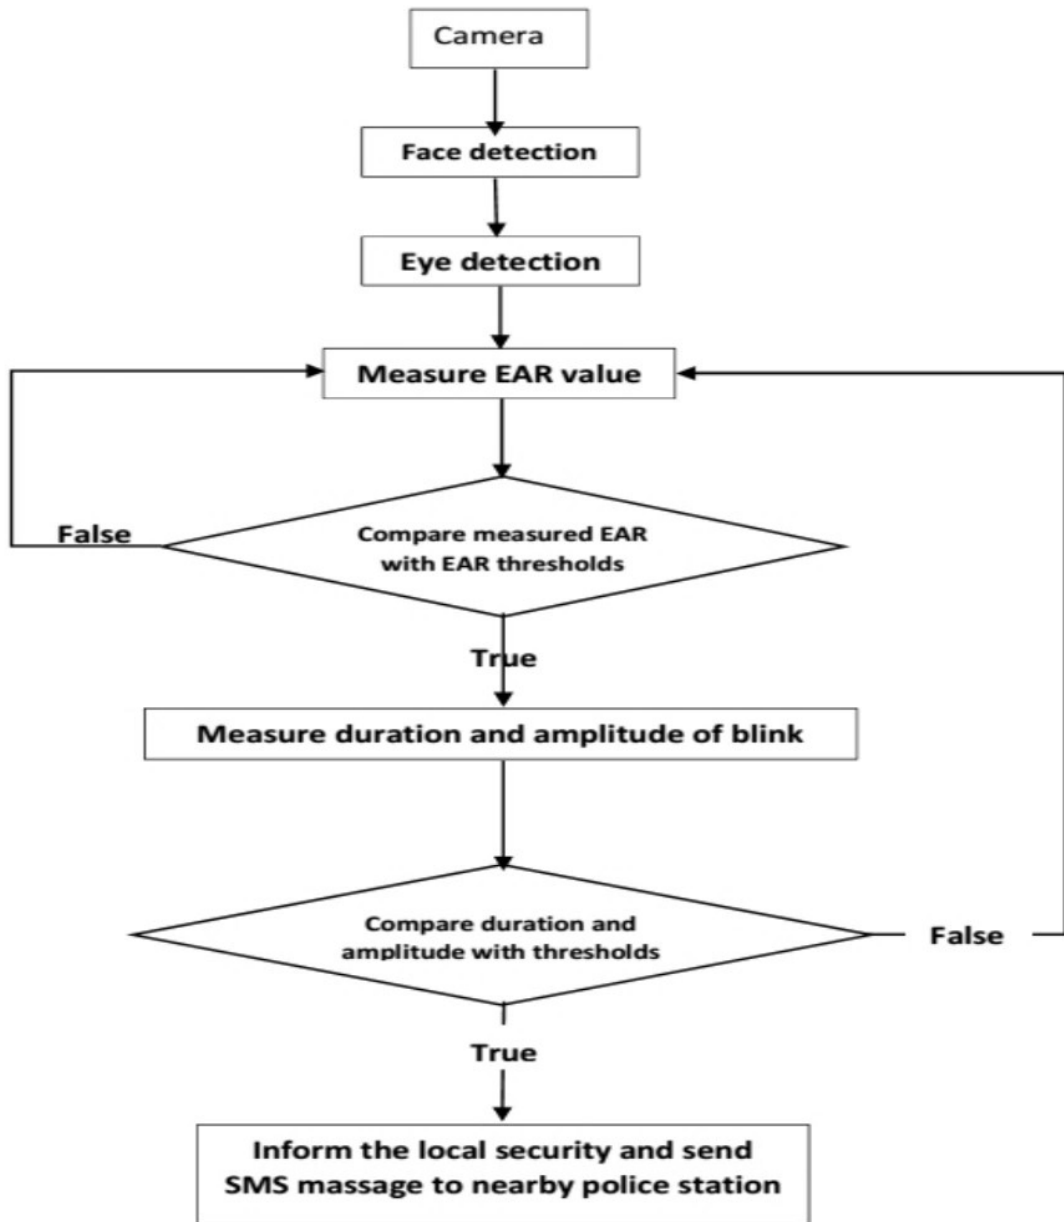 Camera
Face detection
Eye detection
Measure EAR value
False
Compare measured EAR
with EAR thresholds
True
Measure duration and amplitude of blink
Compare duration and
amplitude with thresholds
False
True
Inform the local security and send
SMS massage to nearby police station